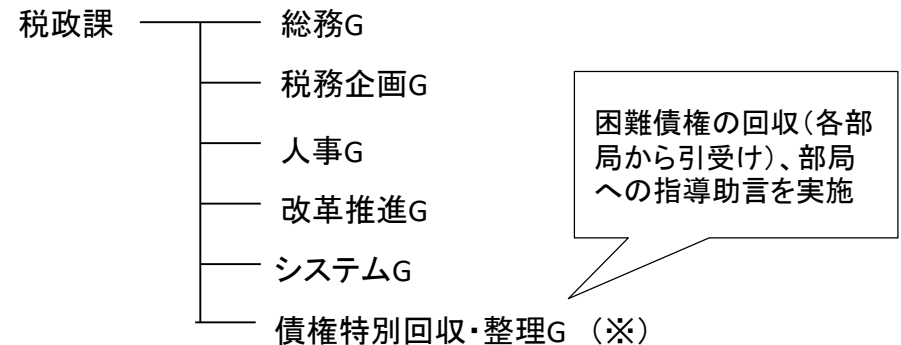 税政課
総務G
税務企画G
人事G
改革推進G
システムG
債権特別回収・整理G （※）
困難債権の回収（各部
局から引受け）、部局
への指導助言を実施